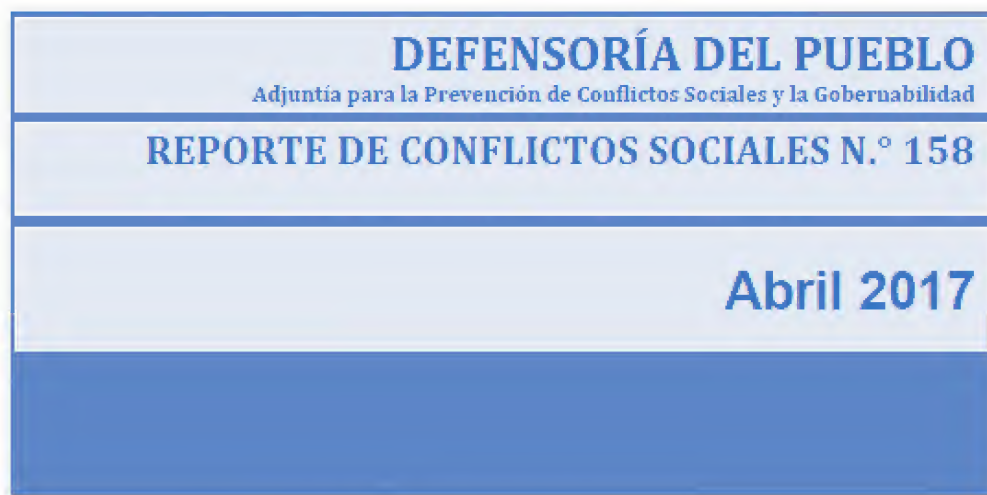 DEFENSORÍA DEL PUEBLO
Adjuntía para la Prevención de Conflictos Sociales y la Gobernabilidad
REPORTE DE CONFLICTOS SOCIALES N.° 158
Abril 2017